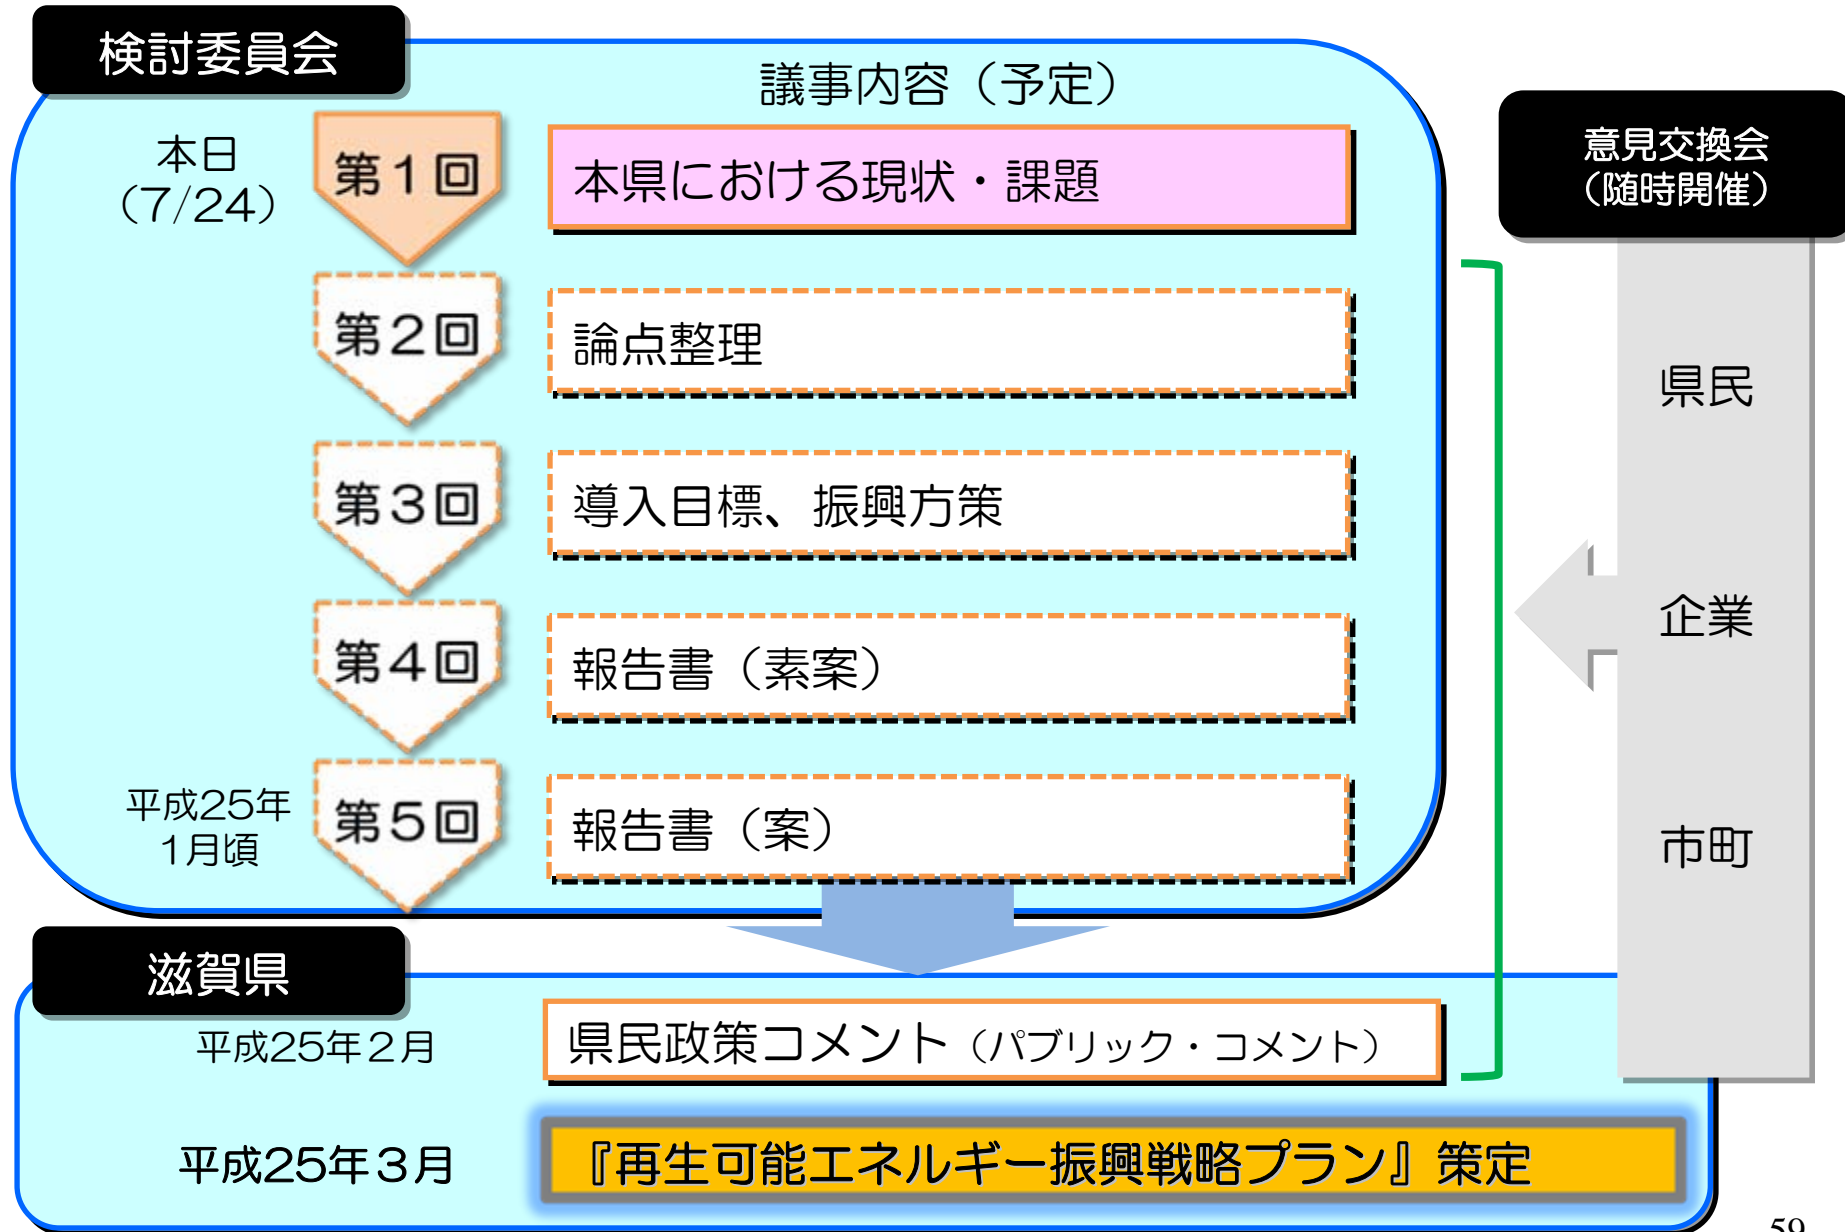 検討委員会
議事内容（予定）
本日
（7/24）
第１回
本県における現状・課題
第２回
論点整理
第３回
導入目標、振興方策
第４回
報告書（素案）
平成25年
1月頃
第５回
報告書（案）
意見交換会
（随時開催）
県民
企業
市町
滋賀県
平成25年２月
県民政策コメント（パブリック・コメント）
平成25年３月
『再生可能エネルギー振興戦略プラン』策定
59